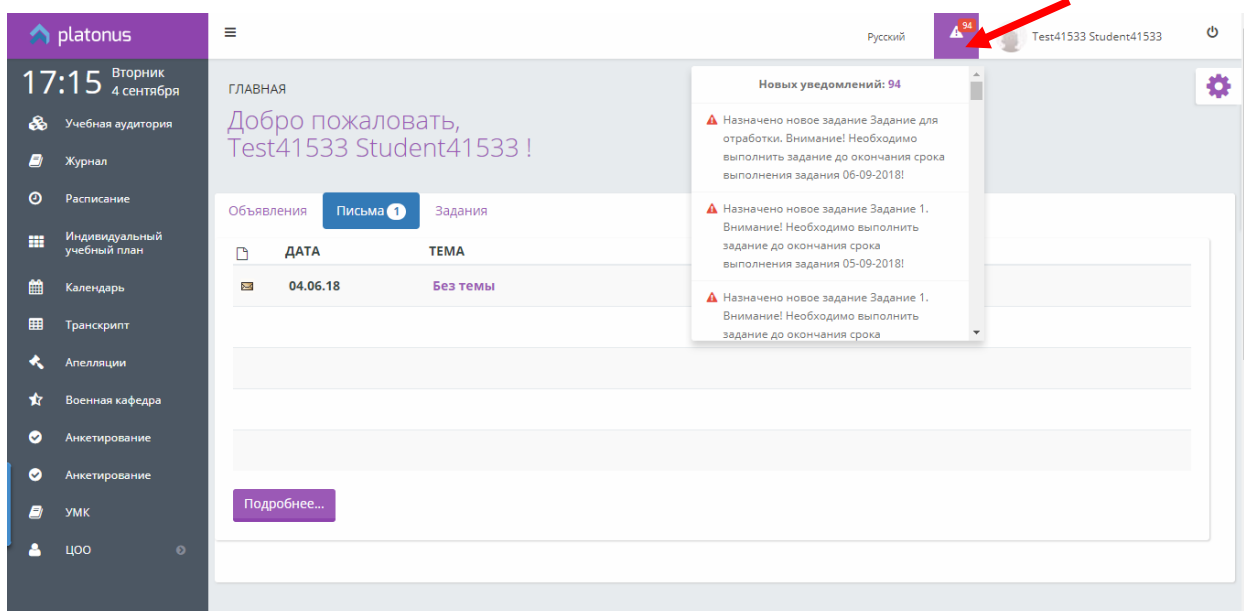 platonus
Русский
94
Test41533 Student41533
17:15 Вторник
4 сентября
Учебная аудитория
Журнал
Расписание
Индивидуальный
учебный план
Календарь
Транскрипт
Апелляции
Военная кафедра
Анкетирование
Анкетирование
УМК
ЦОО
ГЛАВНАЯ
Добро пожаловать,
Test41533 Student41533 !
Объявления Письма 1 Задания
ДАТА ТЕМА
04.06.18 Без темы
Подробнее...
Новых уведомлений: 94
Назначено новое задание Задание для
отработки. Внимание! Необходимо
выполнить задание до окончания срока
выполнения задания 06-09-2018!
Назначено новое задание Задание 1.
Внимание! Необходимо выполнить
задание до окончания срока
выполнения задания 05-09-2018!
Назначено новое задание Задание 1.
Внимание! Необходимо выполнить
задание до окончания срока